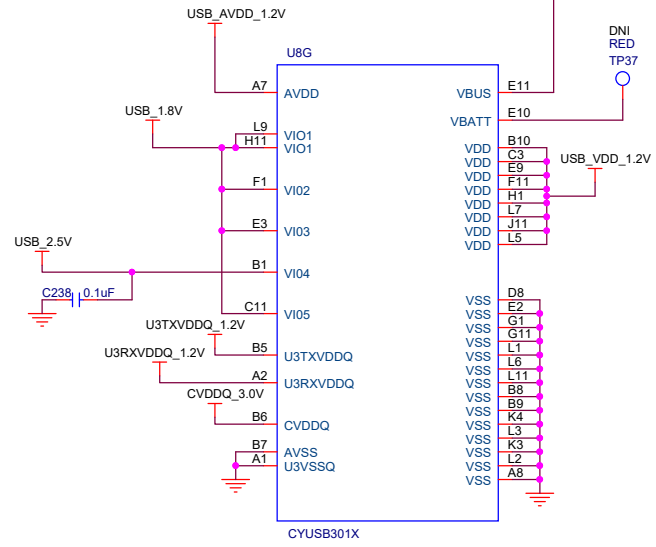 USB_AVDD_1.2V
DNI
RED
TP37
U8G
A7 AVDD
VBUS E11
VBATT E10
USB_1.8V
L9 VIO1
H11 VIO1
F1 VI02
E3 VI03
USB_2.5V
B1 VI04
C238 0.1uF
C11 VI05
U3TXVDDQ_1.2V
B5 U3TXVDDQ
U3RXVDDQ_1.2V
A2 U3RXVDDQ
CVDDQ_3.0V
B6 CVDDQ
B7 AVSS
A1 U3VSSQ
VDD B10
VDD C3
VDD E9
VDD F11
VDD H1
VDD L7
VDD J11
VDD L5
USB_VDD_1.2V
VSS D8
VSS E2
VSS G1
VSS G11
VSS L1
VSS L6
VSS L11
VSS B8
VSS B9
VSS K4
VSS L3
VSS K3
VSS L2
VSS A8
CYUSB301X